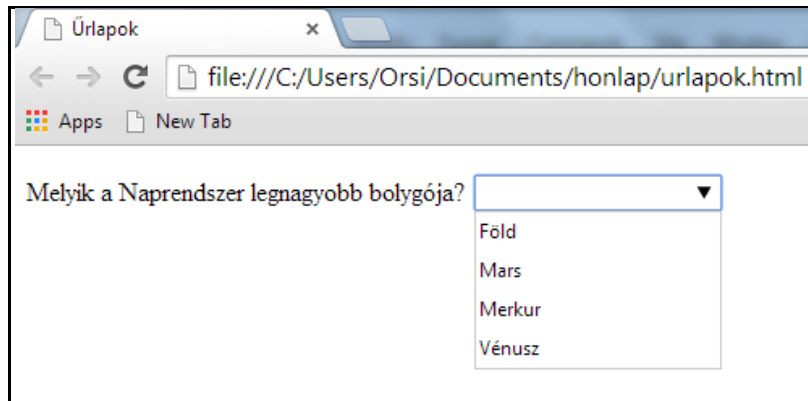 Űrlapok
file:///C:/Users/Orsi/Documents/honlap/urlapok.html
Apps New Tab
Melyik a Naprendszer legnagyobb bolygója?
Föld
Mars
Merkur
Vénusz